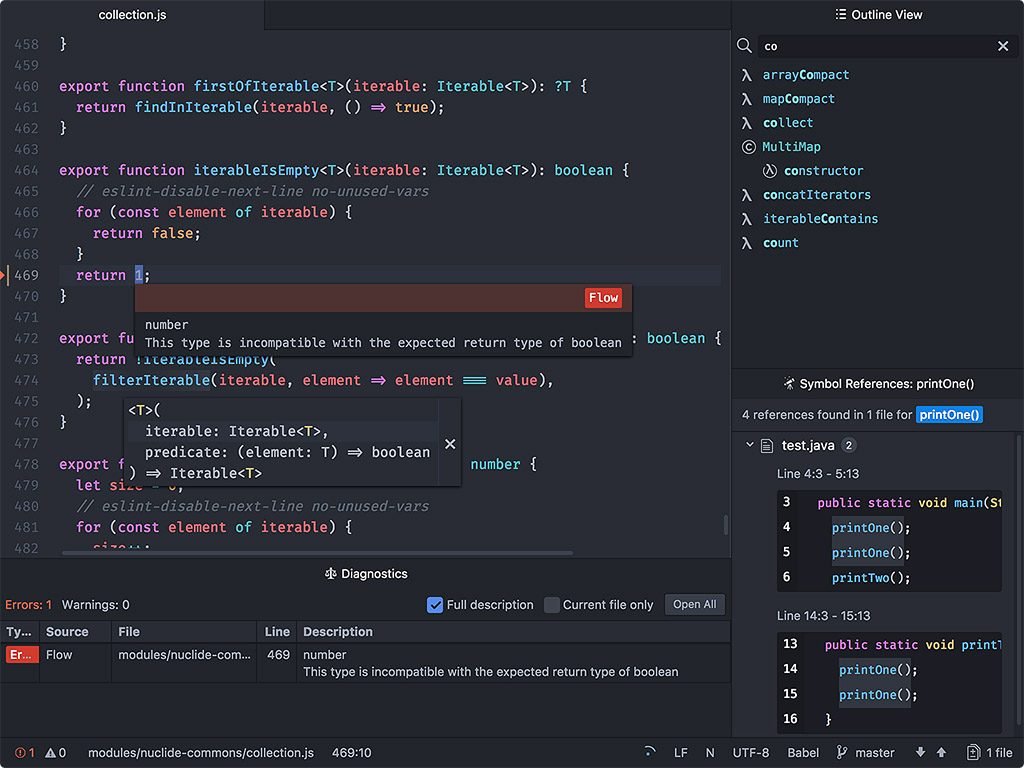 collection.js
458 }
459
460 export function firstOfIterable<T>(iterable: Iterable<T>): ?T {
461 return findInIterable(iterable, () => true);
462 }
463
464 export function iterableIsEmpty<T>(iterable: Iterable<T>): boolean {
465 // eslint-disable-next-line no-unused-vars
466 for (const element of iterable) {
467 return false;
468 }
469 return 1;
470 }
Flow
number
This type is incompatible with the expected return type of boolean
471
472 export fu : boolean {
473 return !iterableIsEmpty(
474 filterIterable(iterable, element => element === value),
475 );
476 }
<T>(
iterable: Iterable<T>,
predicate: (element: T) => boolean
) => Iterable<T>
477
478 export f number {
479 let size = 0;
480 // eslint-disable-next-line no-unused-vars
481 for (const element of iterable) {
482 size++;
Diagnostics
Errors: 1 Warnings: 0 Full description Current file only Open All
Ty... Source File Line Description
Er... Flow modules/nuclide-com... 469 number
This type is incompatible with the expected return type of boolean
Outline View
co
arrayCompact
mapCompact
collect
MultiMap
constructor
concatIterators
iterableContains
count
Symbol References: printOne()
4 references found in 1 file for printOne()
test.java 2
Line 4:3 - 5:13
3 public static void main(St
4 printOne();
5 printOne();
6 printTwo();
Line 14:3 - 15:13
13 public static void printT
14 printOne();
15 printOne();
16 }
1 0 modules/nuclide-commons/collection.js 469:10 LF N UTF-8 Babel master 1 file